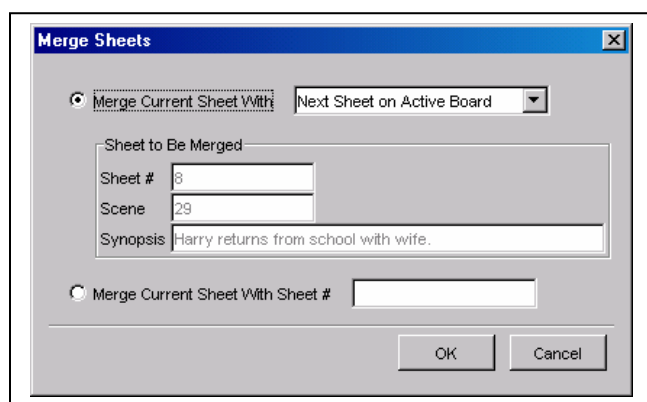 Merge Sheets
Merge Current Sheet With Next Sheet on Active Board
Sheet to Be Merged
Sheet # 8
Scene 29
Synopsis Harry returns from school with wife.
Merge Current Sheet With Sheet #
OK Cancel